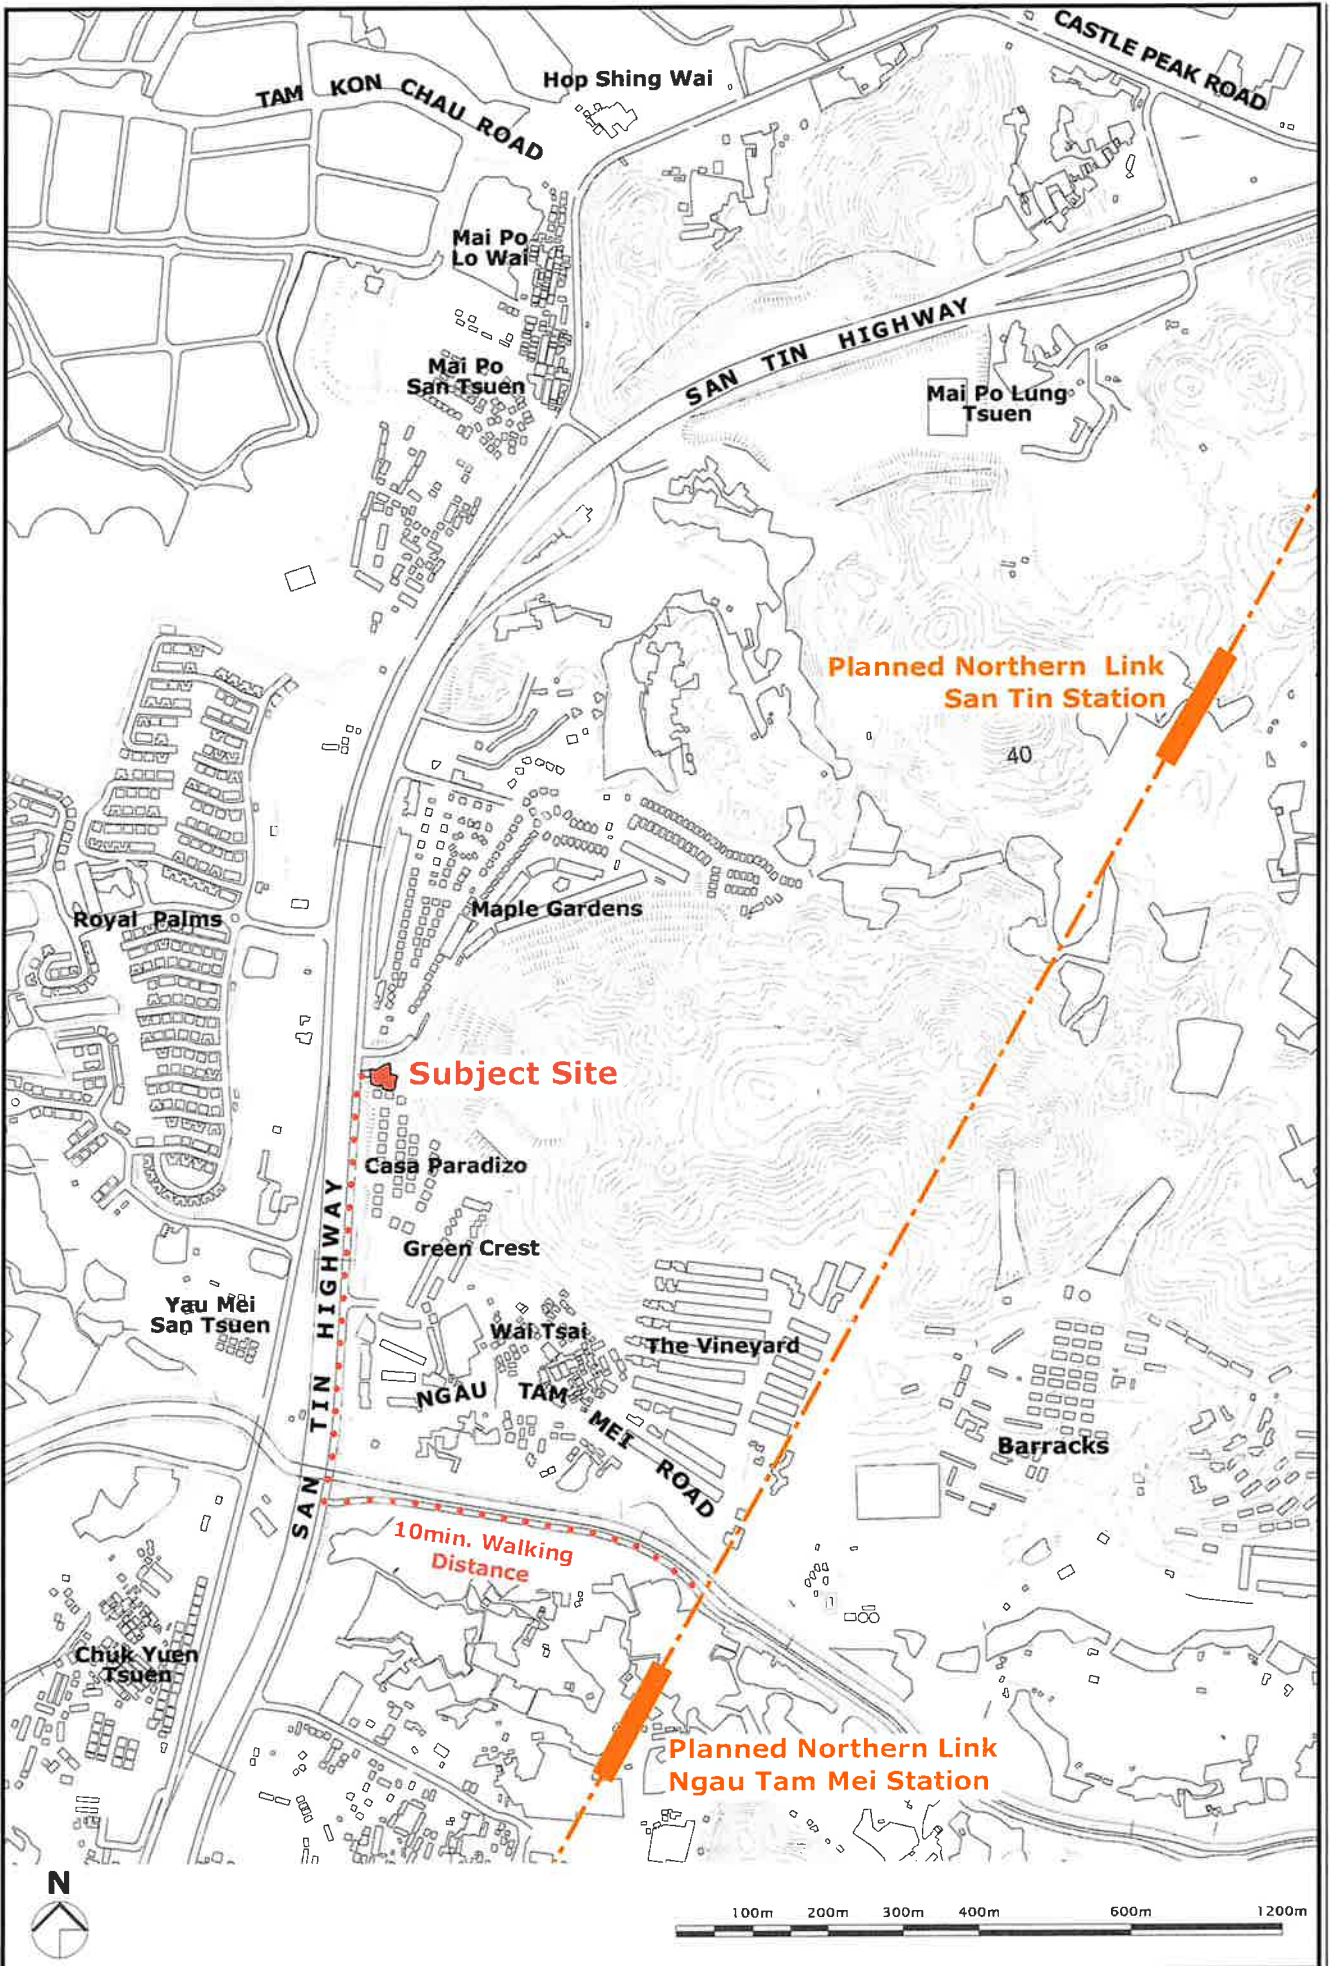 CASTLE PEAK ROAD
Hop Shing Wai
TAM KON CHAU ROAD
Mai Po
Lo Wai
SAN TIN HIGHWAY
Mai Po
San Tsuen
Mai Po Lung
Tsuen
Planned Northern Link
San Tin Station
40
Royal Palms
Maple Gardens
Subject Site
Casa Paradizo
Green Crest
SAN TIN HIGHWAY
Yau Mei
San Tsuen
Wai Tsai
The Vineyard
NGAU TAM MEI ROAD
Barracks
10min. Walking
Distance
Chuk Yuen
Tsuen
Planned Northern Link
Ngau Tam Mei Station
N
100m 200m 300m 400m 600m 1200m